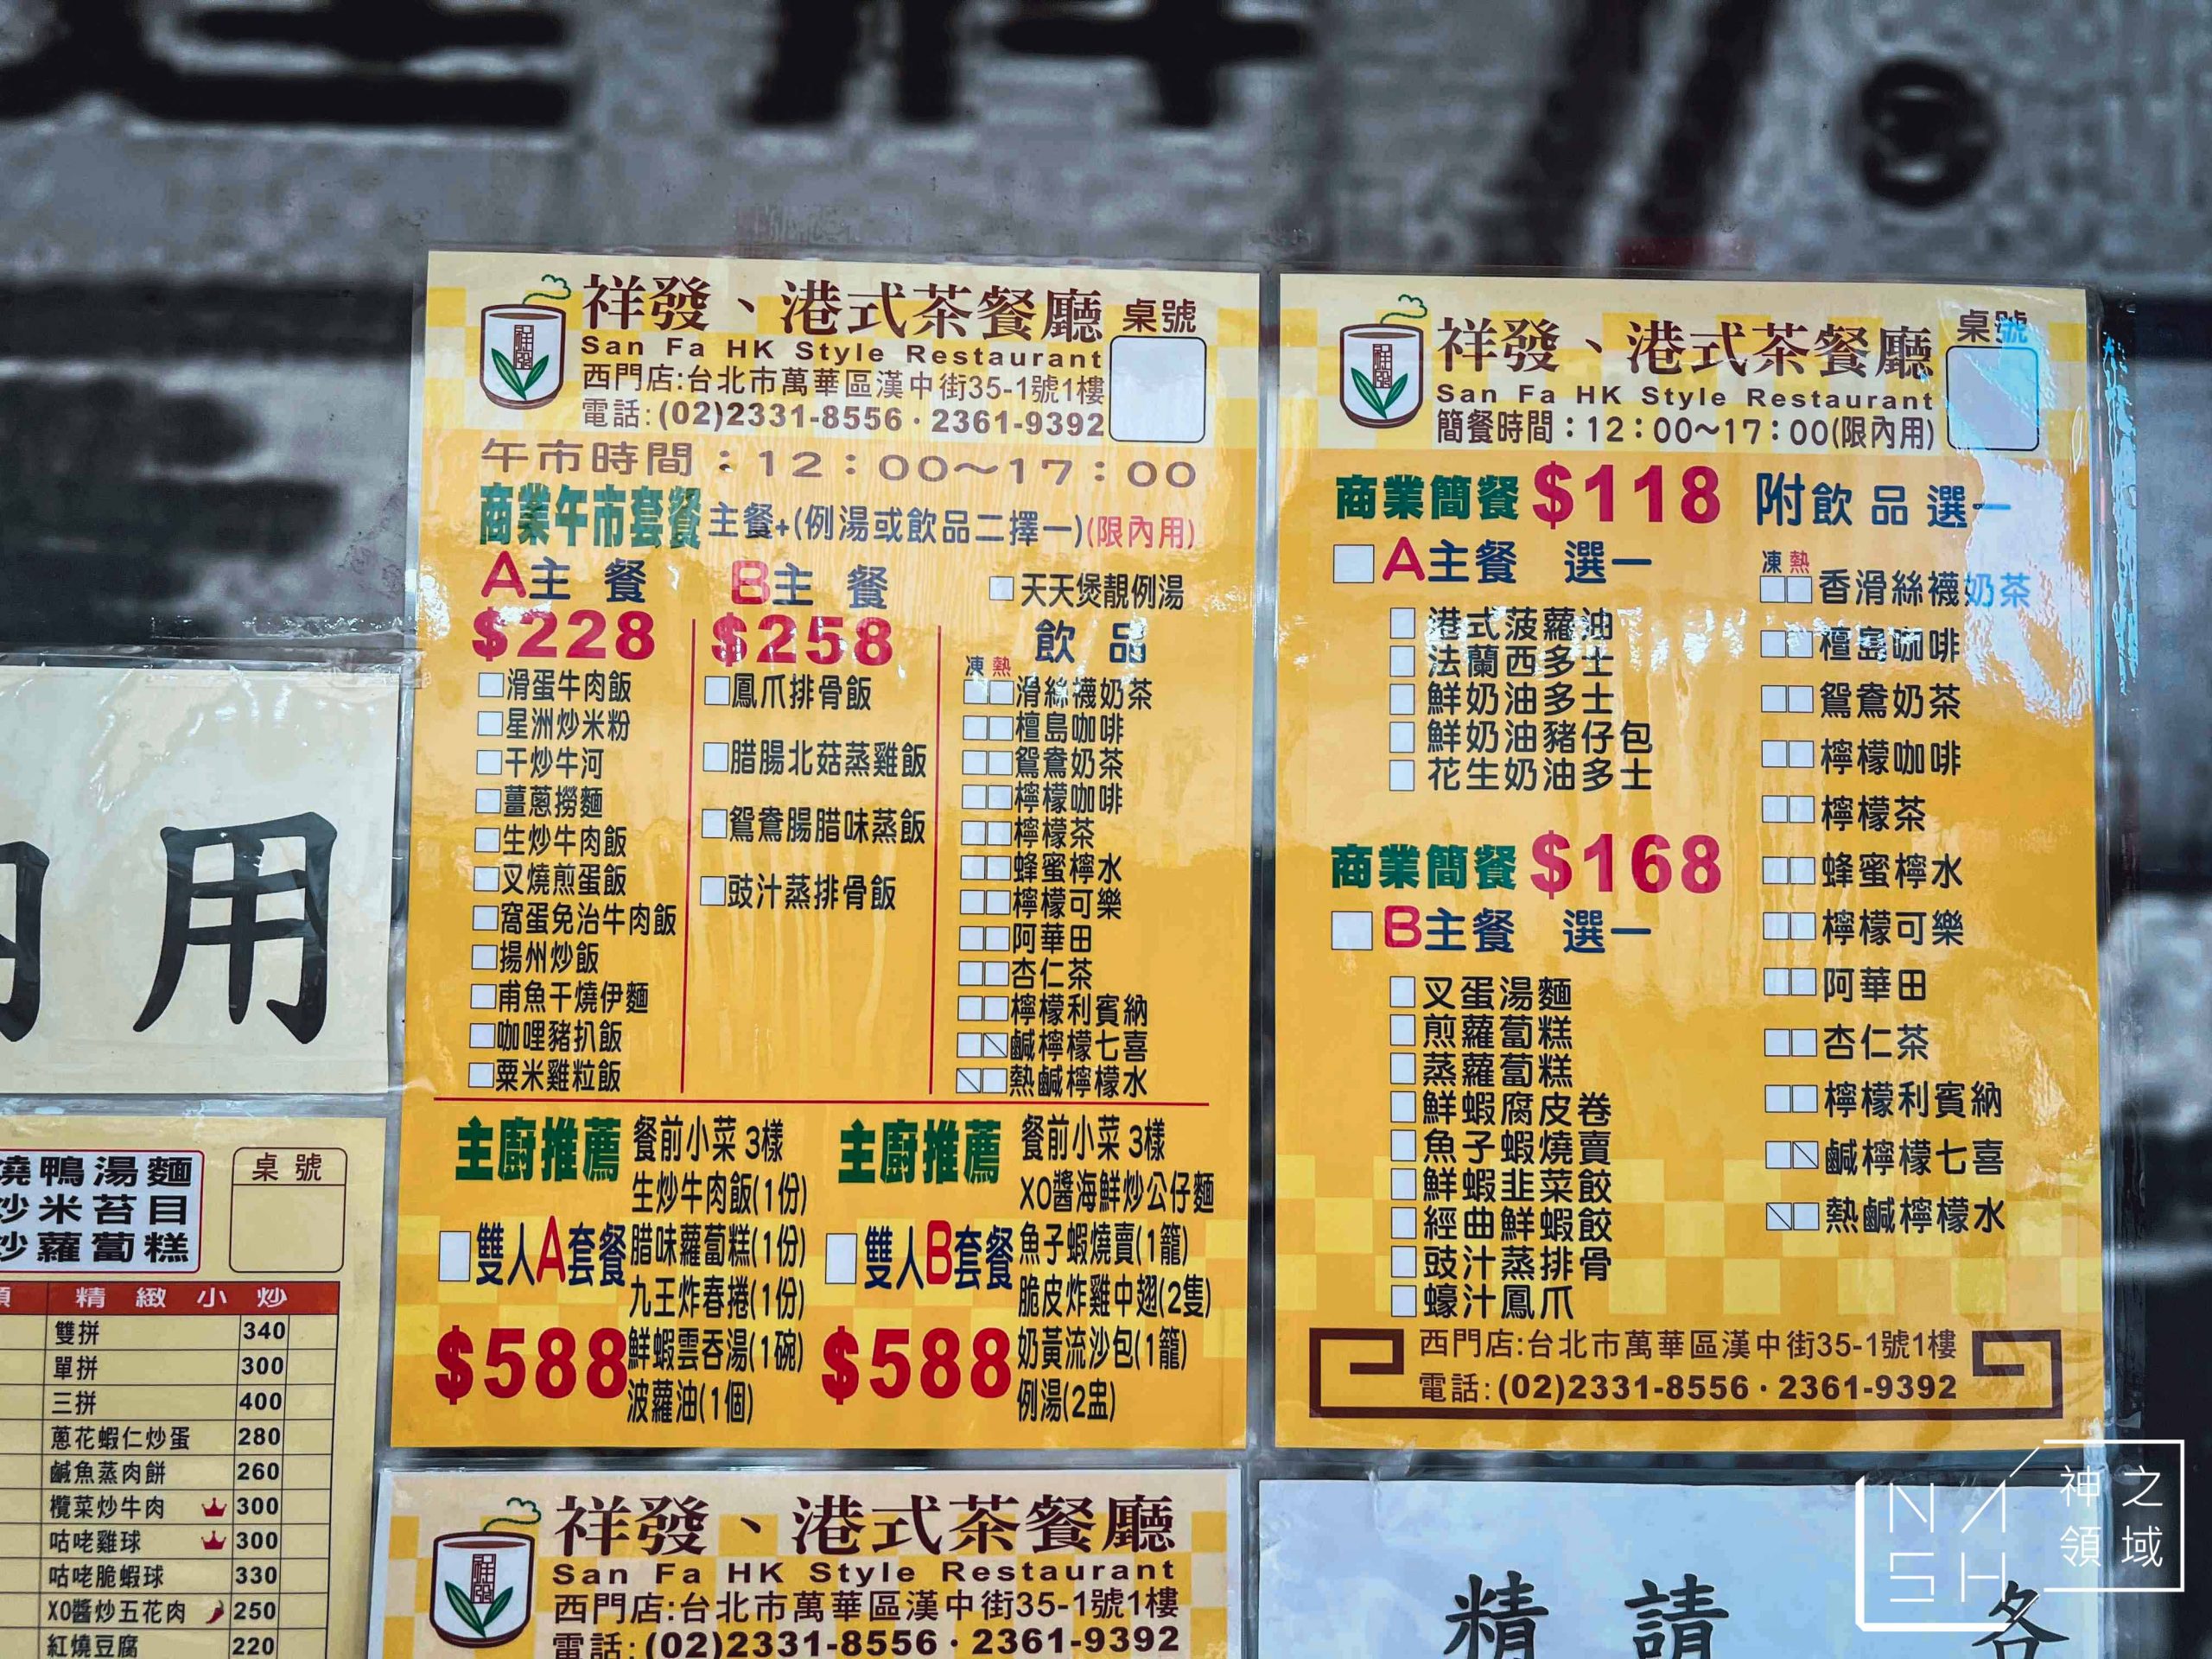 用
燒鴨湯麵
炒米苔目
炒蘿蔔糕
桌號
精緻小炒
雙拼 340
單拼 300
三拼 400
蔥花蝦仁炒蛋 280
鹹魚蒸肉餅 260
欖菜炒牛肉 300
咕咾雞球 300
咕咾脆蝦球 330
XO醬炒五花肉 250
紅燒豆腐 220
祥發、港式茶餐廳 桌號
San Fa HK Style Restaurant
西門店:台北市萬華區漢中街35-1號1樓
電話:(02)2331-8556·2361-9392
午市時間：12：00～17：00
商業午市套餐 主餐+(例湯或飲品二擇一)(限內用)
A主餐
$228
滑蛋牛肉飯
星洲炒米粉
干炒牛河
薑蔥撈麵
生炒牛肉飯
叉燒煎蛋飯
窩蛋免治牛肉飯
揚州炒飯
甫魚干燒伊麵
咖哩豬扒飯
粟米雞粒飯
B主餐
$258
鳳爪排骨飯
腊腸北菇蒸雞飯
鴛鴦腸腊味蒸飯
豉汁蒸排骨飯
天天煲靚例湯
飲品
凍 熱
滑絲襪奶茶
檀島咖啡
鴛鴦奶茶
檸檬咖啡
檸檬茶
蜂蜜檸水
檸檬可樂
阿華田
杏仁茶
檸檬利賓納
鹹檸檬七喜
熱鹹檸檬水
主廚推薦
雙人A套餐
$588
餐前小菜3樣
生炒牛肉飯(1份)
腊味蘿蔔糕(1份)
九王炸春捲(1份)
鮮蝦雲吞湯(1碗)
波蘿油(1個)
主廚推薦
雙人B套餐
$588
餐前小菜3樣
XO醬海鮮炒公仔麵
魚子蝦燒賣(1籠)
脆皮炸雞中翅(2隻)
奶黃流沙包(1籠)
例湯(2盅)
祥發、港式茶餐廳 桌號
San Fa HK Style Restaurant
簡餐時間：12：00～17：00(限內用)
商業簡餐 $118 附飲品選一
A主餐 選一
港式菠蘿油
法蘭西多士
鮮奶油多士
鮮奶油豬仔包
花生奶油多士
商業簡餐 $168
B主餐 選一
叉蛋湯麵
煎蘿蔔糕
蒸蘿蔔糕
鮮蝦腐皮卷
魚子蝦燒賣
鮮蝦韭菜餃
經曲鮮蝦餃
豉汁蒸排骨
蠔汁鳳爪
凍 熱
香滑絲襪奶茶
檀島咖啡
鴛鴦奶茶
檸檬咖啡
檸檬茶
蜂蜜檸水
檸檬可樂
阿華田
杏仁茶
檸檬利賓納
鹹檸檬七喜
熱鹹檸檬水
西門店:台北市萬華區漢中街35-1號1樓
電話:(02)2331-8556·2361-9392
祥發、港式茶餐廳
San Fa HK Style Restaurant
西門店:台北市萬華區漢中街35-1號1樓
電話:(02)2331-8556·2361-9392
精請各
NASH
神之
領域